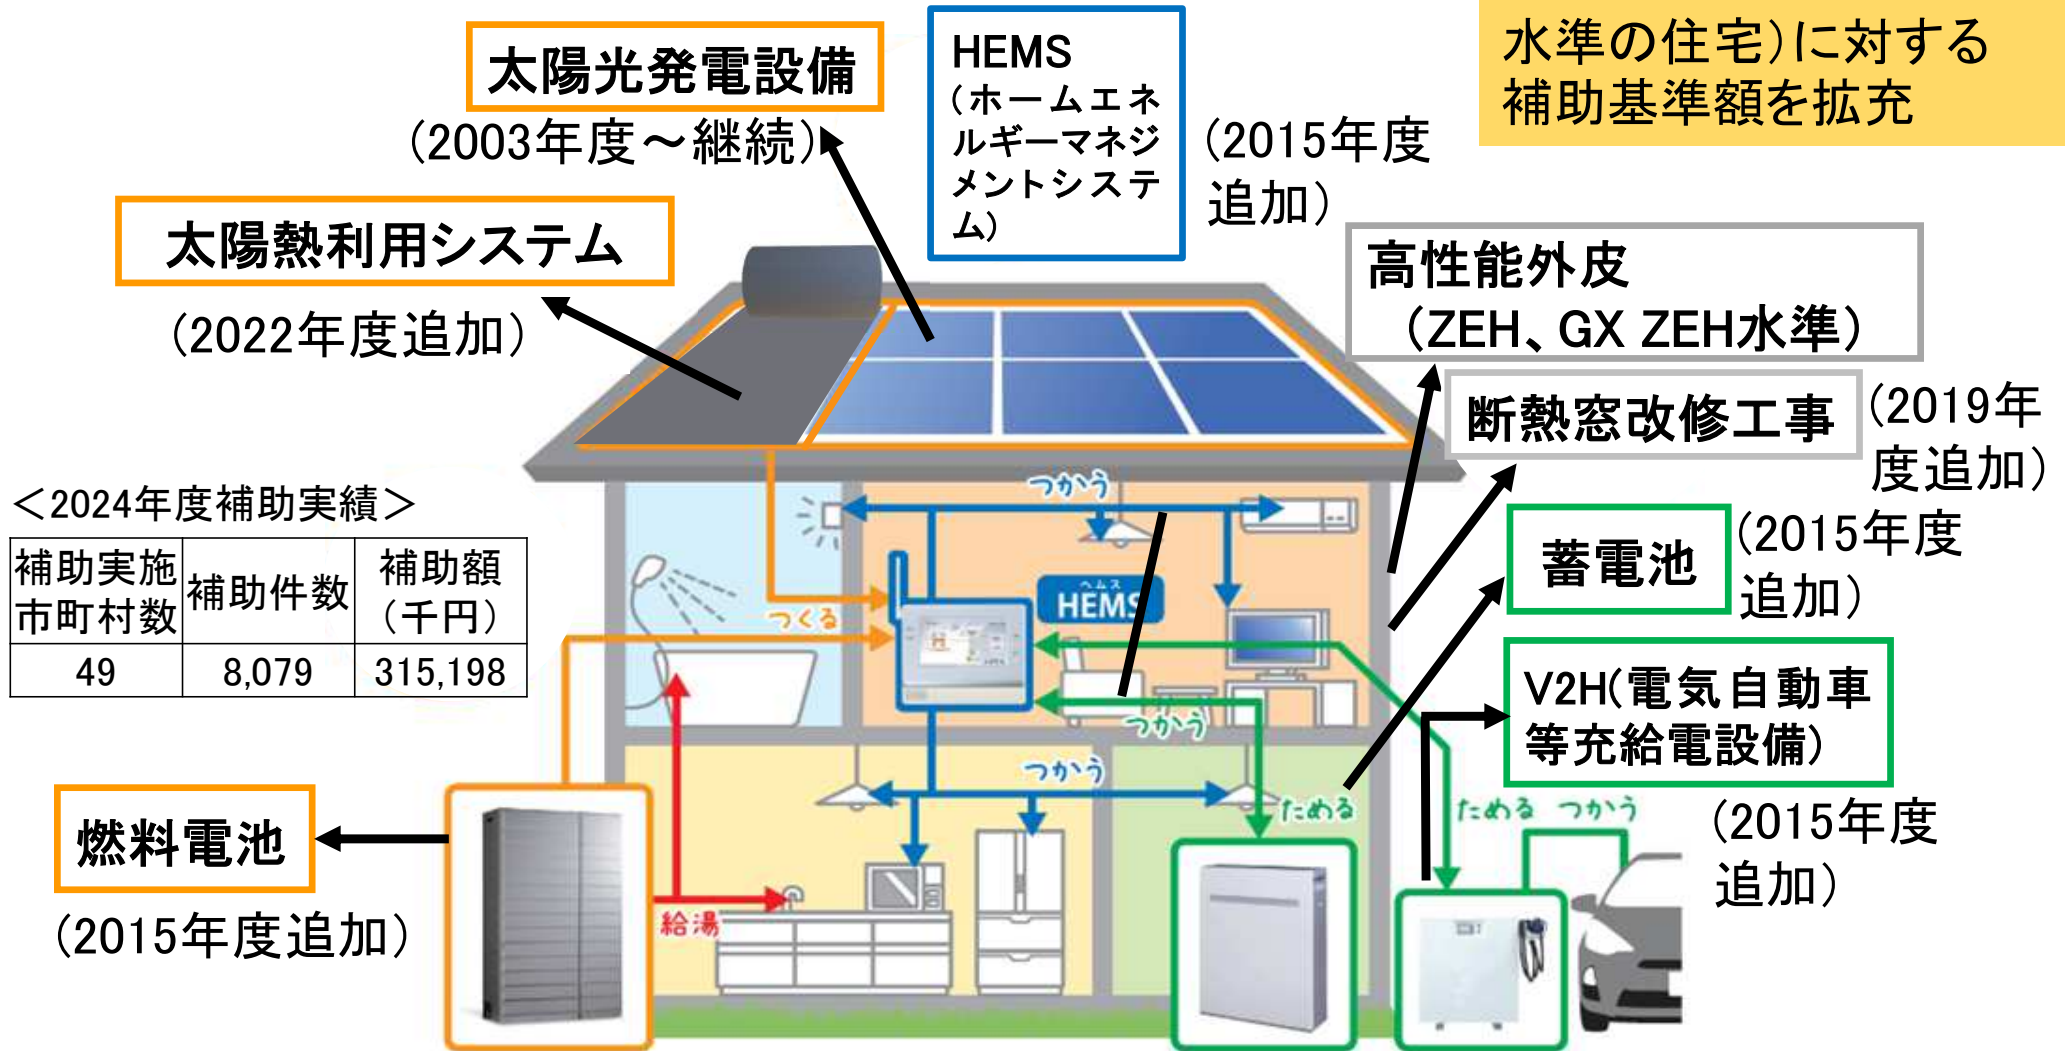 水準の住宅)に対する
補助基準額を拡充
太陽光発電設備
(2003年度～継続)
HEMS
(ホームエネ
ルギーマネジ
メントシステ
ム)
(2015年度
追加)
太陽熱利用システム
(2022年度追加)
高性能外皮
(ZEH、GX ZEH水準)
断熱窓改修工事
(2019年
度追加)
＜2024年度補助実績＞
補助実施
市町村数
補助件数
補助額
(千円)
49
8,079
315,198
つかう
ヘムス
HEMS
つくる
つかう
つかう
蓄電池
(2015年度
追加)
V2H(電気自動車
等充給電設備)
(2015年度
追加)
ためる
ためる つかう
燃料電池
(2015年度追加)
給湯